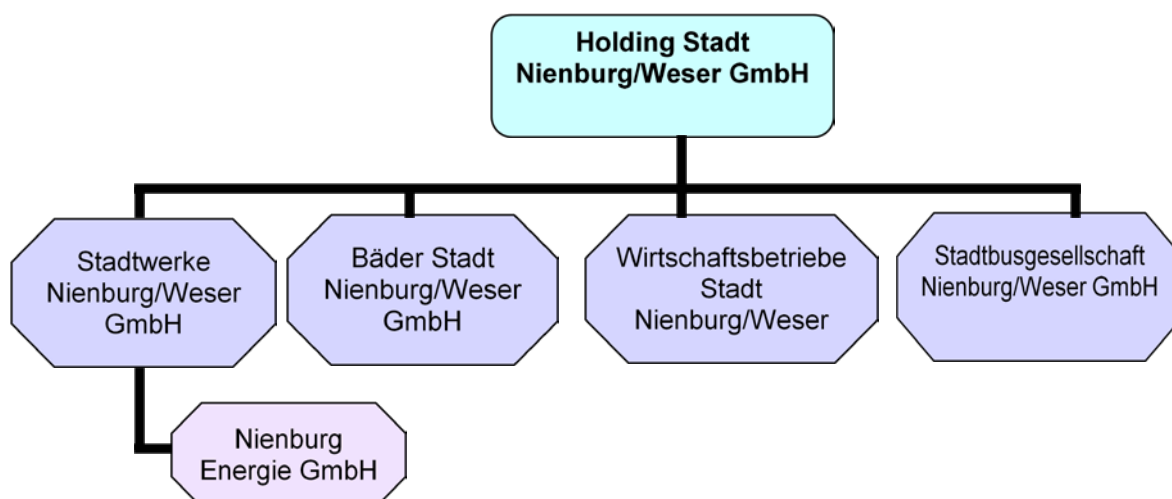 Holding Stadt
Nienburg/Weser GmbH
Stadtwerke
Nienburg/Weser
GmbH
Bäder Stadt
Nienburg/Weser
GmbH
Wirtschaftsbetriebe
Stadt
Nienburg/Weser
Stadtbusgesellschaft
Nienburg/Weser GmbH
Nienburg
Energie GmbH